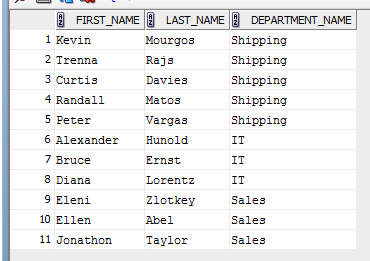 FIRST_NAME LAST_NAME DEPARTMENT_NAME
1 Kevin Mourgos Shipping
2 Trenna Rajs Shipping
3 Curtis Davies Shipping
4 Randall Matos Shipping
5 Peter Vargas Shipping
6 Alexander Hunold IT
7 Bruce Ernst IT
8 Diana Lorentz IT
9 Eleni Zlotkey Sales
10 Ellen Abel Sales
11 Jonathon Taylor Sales